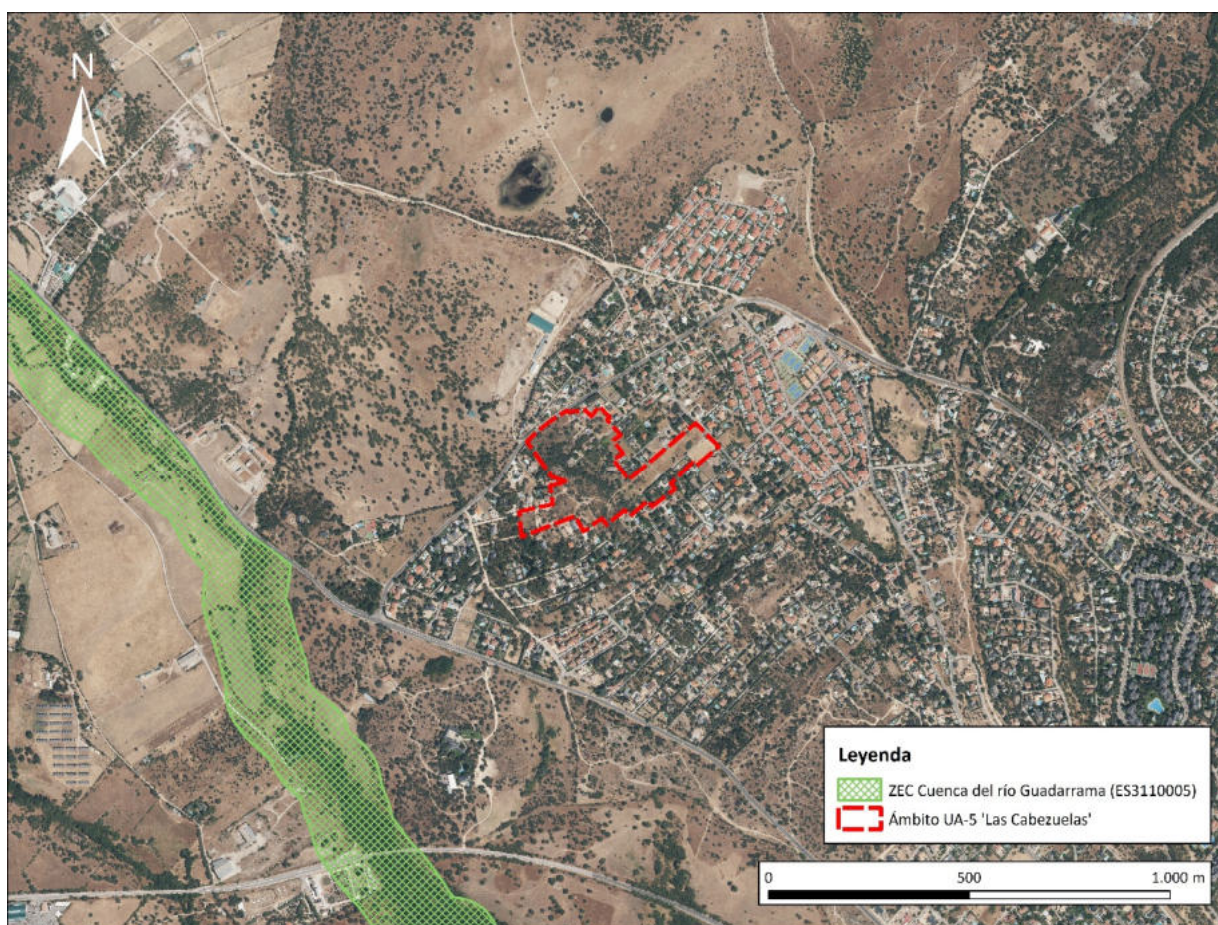 N
Leyenda
ZEC Cuenca del río Guadarrama (ES3110005)
Ámbito UA-5 'Las Cabezuelas'
0 500 1.000 m